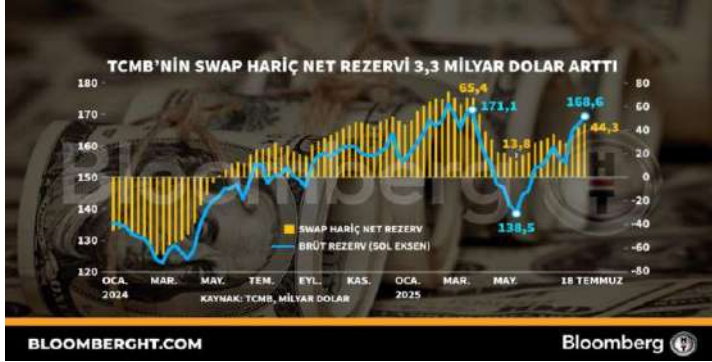 TCMB'NİN SWAP HARİÇ NET REZERVİ 3,3 MİLYAR DOLAR ARTTI
180
170
160
150
140
130
120
80
60
40
20
0
-20
-40
-60
-80
65,4
171,1
168,6
44,3
13,8
138,5
Bloomberg
HT
SWAP HARİÇ NET REZERV
BRÜT REZERV (SOL EKSEN)
OCA. 2024
MAR.
MAY.
TEM.
EYL.
KAS.
OCA. 2025
MAR.
MAY.
18 TEMMUZ
KAYNAK: TCMB, MİLYAR DOLAR
BLOOMBERGHT.COM
Bloomberg HT